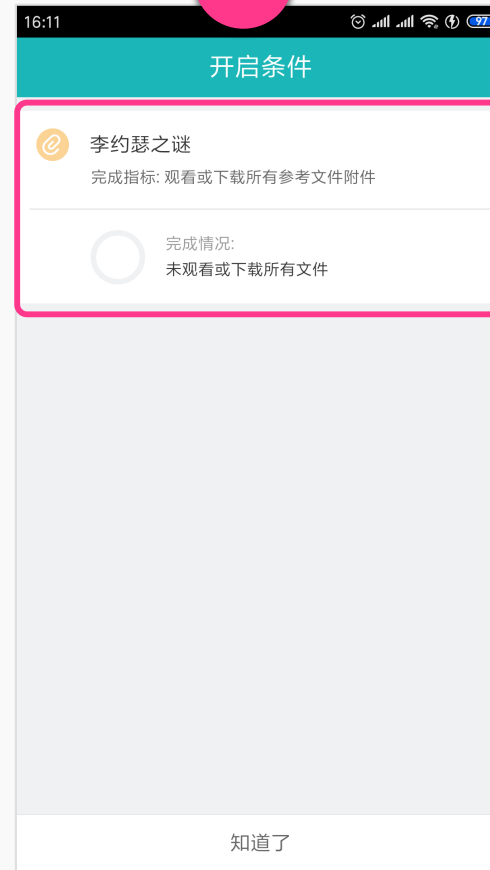 16:11
97
开启条件
李约瑟之谜
完成指标: 观看或下载所有参考文件附件
完成情况:
未观看或下载所有文件
知道了